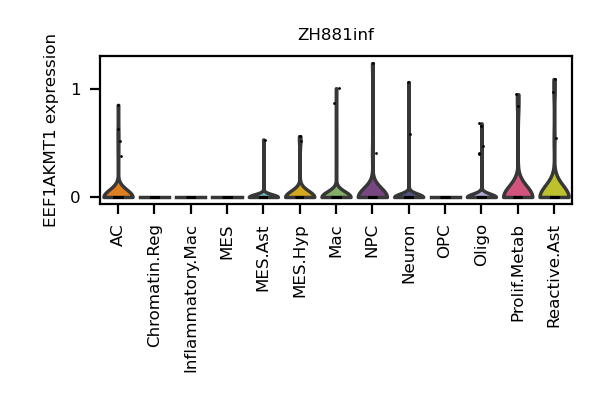 ZH881inf
EEF1AKMT1 expression
1
0
AC
Chromatin.Reg
Inflammatory.Mac
MES
MES.Ast
MES.Hyp
Mac
NPC
Neuron
OPC
Oligo
Prolif.Metab
Reactive.Ast